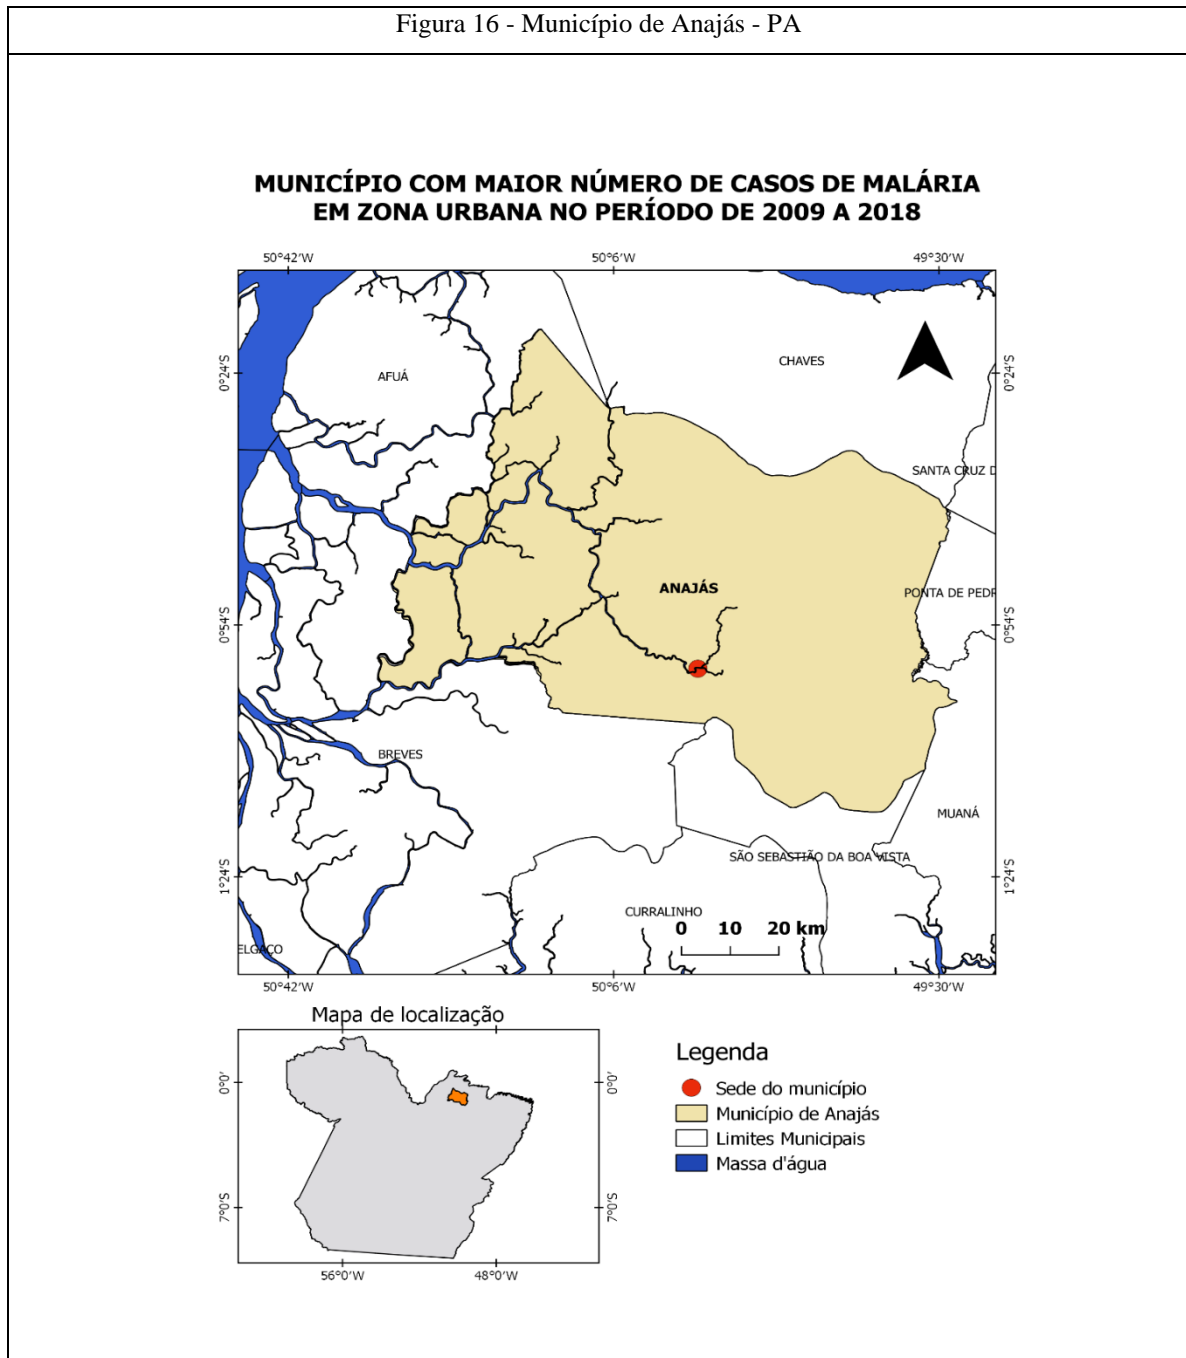 Figura 16 - Município de Anajás - PA
MUNICÍPIO COM MAIOR NÚMERO DE CASOS DE MALÁRIA
EM ZONA URBANA NO PERÍODO DE 2009 A 2018
50°42'W
50°6'W
49°30'W
0°24'S
0°24'S
CHAVES
AFUÁ
SANTA CRUZ D
ANAJÁS
PONTA DE PEDR
0°54'S
0°54'S
BREVES
MUANÁ
SÃO SEBASTIÃO DA BOA VISTA
1°24'S
1°24'S
CURRALINHO
0 10 20 km
ELGAÇO
50°42'W
50°6'W
49°30'W
Mapa de localização
0°0'
0°0'
7°0'S
7°0'S
56°0'W
48°0'W
Legenda
Sede do município
Município de Anajás
Limites Municipais
Massa d'água